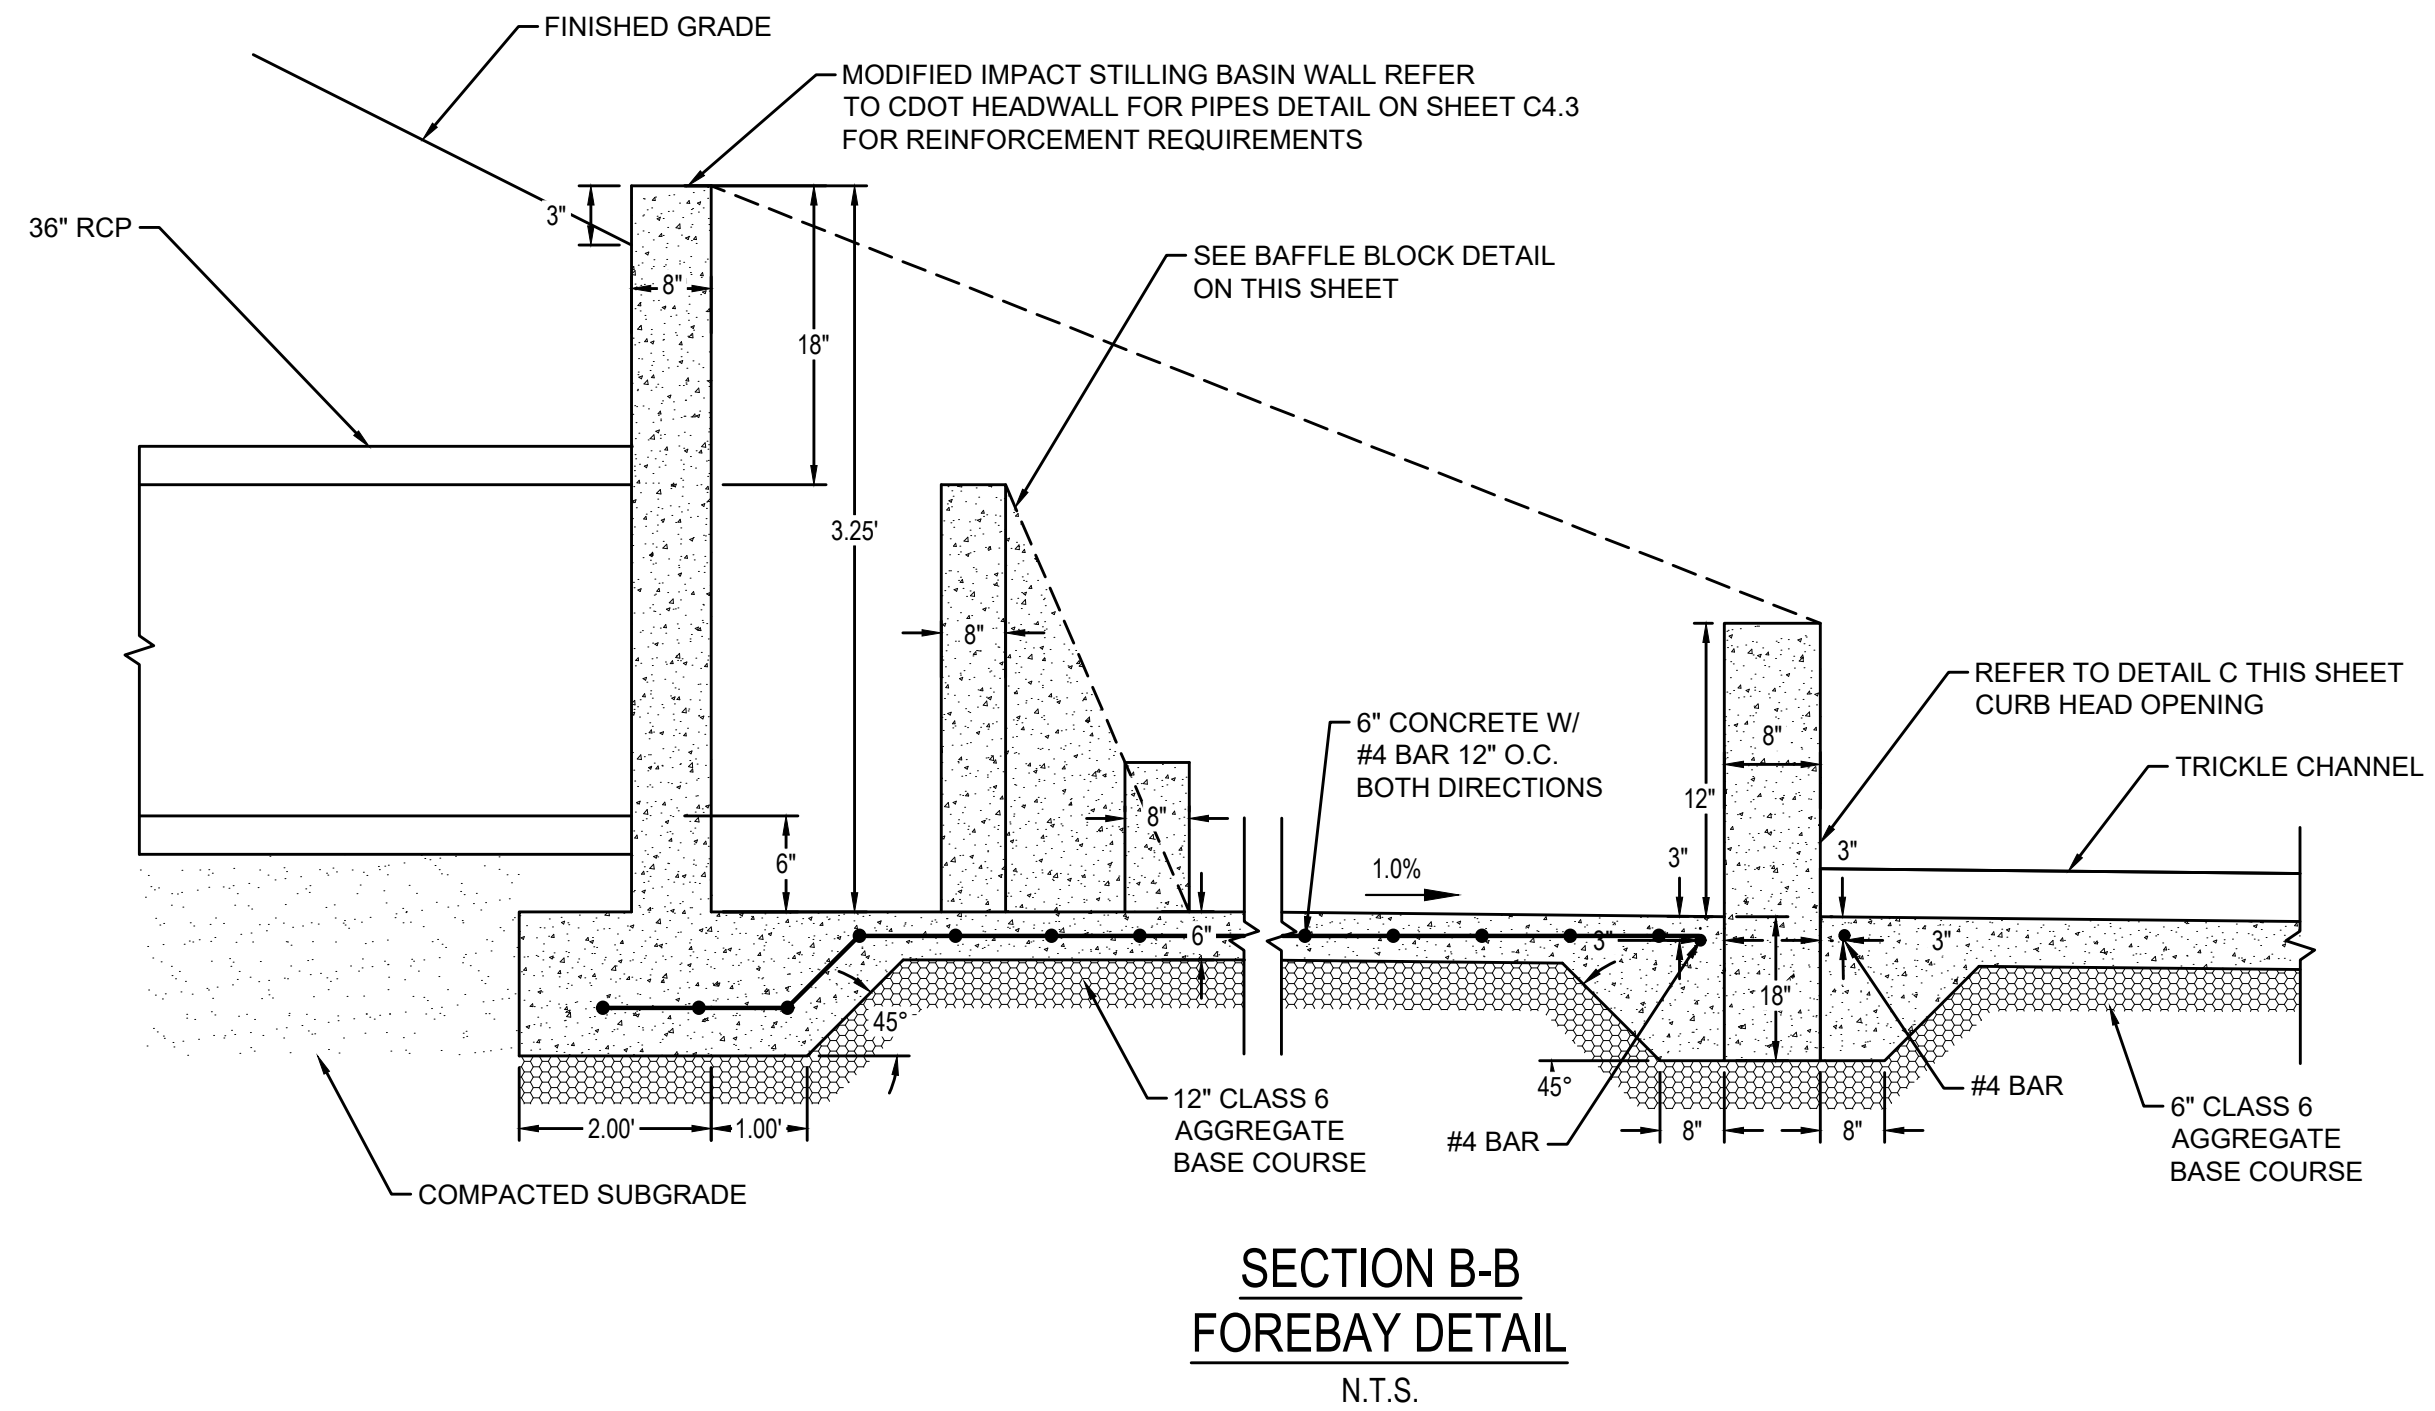 FINISHED GRADE
MODIFIED IMPACT STILLING BASIN WALL REFER
TO CDOT HEADWALL FOR PIPES DETAIL ON SHEET C4.3
FOR REINFORCEMENT REQUIREMENTS
3"
36" RCP
SEE BAFFLE BLOCK DETAIL
ON THIS SHEET
8"
18"
3.25'
8"
REFER TO DETAIL C THIS SHEET
CURB HEAD OPENING
6" CONCRETE W/
#4 BAR 12" O.C.
BOTH DIRECTIONS
8"
TRICKLE CHANNEL
12"
8"
6"
1.0%
3"
3"
6"
3"
3"
18"
45°
45°
#4 BAR
12" CLASS 6
AGGREGATE
BASE COURSE
6" CLASS 6
AGGREGATE
BASE COURSE
2.00'
1.00'
#4 BAR
8"
8"
COMPACTED SUBGRADE
SECTION B-B
FOREBAY DETAIL
N.T.S.